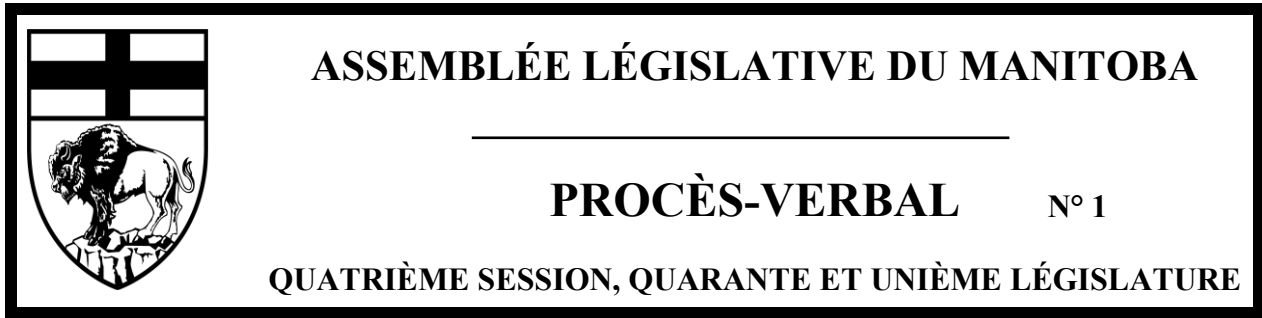 ASSEMBLÉE LÉGISLATIVE DU MANITOBA
PROCÈS-VERBAL N° 1
QUATRIÈME SESSION, QUARANTE ET UNIÈME LÉGISLATURE